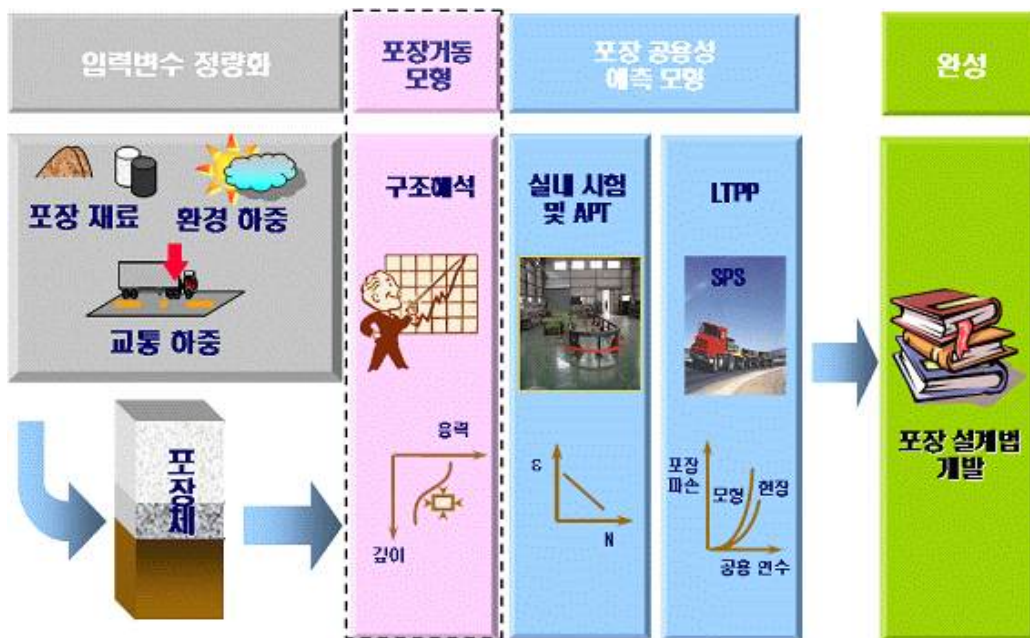 입력변수 정량화
포장거동
모형
포장 공용성
예측 모형
완성
포장 재료
환경 하중
교통 하중
포장체
구조해석
응력
깊이
실내 시험
및 APT
ε
N
LTPP
SPS
포장
파손
모형
현장
공용 연수
포장 설계법
개발